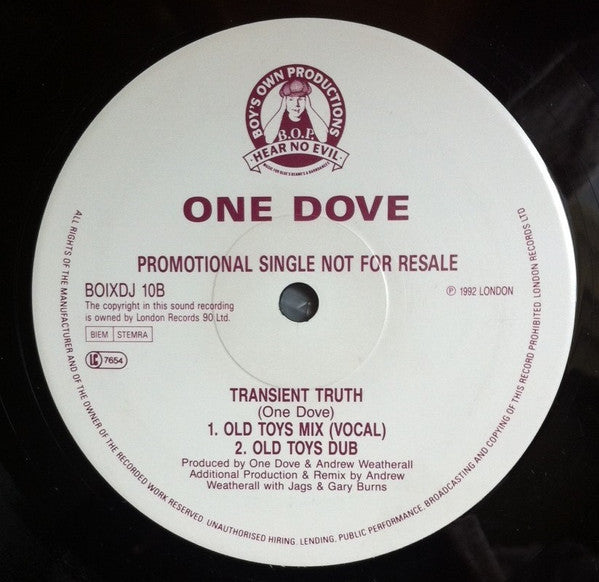 BOY'S OWN PRODUCTIONS
B.O.P.
HEAR NO EVIL
ONE DOVE
PROMOTIONAL SINGLE NOT FOR RESALE
BOIXDJ 10B
The copyright in this sound recording
is owned by London Records 90 Ltd.
BIEM STEMRA
LC 7654
℗ 1992 LONDON
TRANSIENT TRUTH
(One Dove)
1. OLD TOYS MIX (VOCAL)
2. OLD TOYS DUB
Produced by One Dove & Andrew Weatherall
Additional Production & Remix by Andrew
Weatherall with Jags & Gary Burns
ALL RIGHTS OF THE MANUFACTURER AND OF THE OWNER OF THE RECORDED WORK RESERVED. UNAUTHORISED HIRING. LENDING. PUBLIC PERFORMANCE. BROADCASTING AND COPYING OF THIS RECORD PROHIBITED LONDON RECORDS LTD